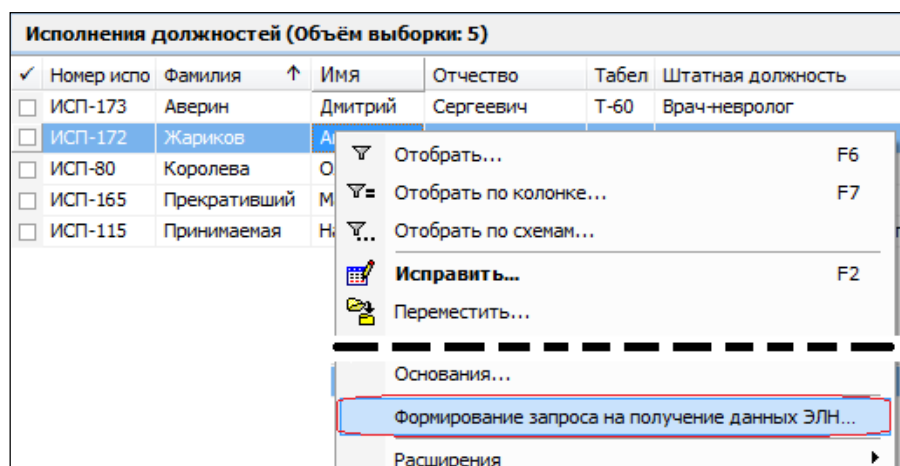 Исполнения должностей (Объём выборки: 5)
✓ Номер испо Фамилия ↑ Имя Отчество Табел Штатная должность
ИСП-173 Аверин Дмитрий Сергеевич Т-60 Врач-невролог
ИСП-172 Жариков
ИСП-80 Королева
ИСП-165 Прекративший
ИСП-115 Принимаемая
Отобрать... F6
Отобрать по колонке... F7
Отобрать по схемам...
Исправить... F2
Переместить...
Основания...
Формирование запроса на получение данных ЭЛН...
Расширения